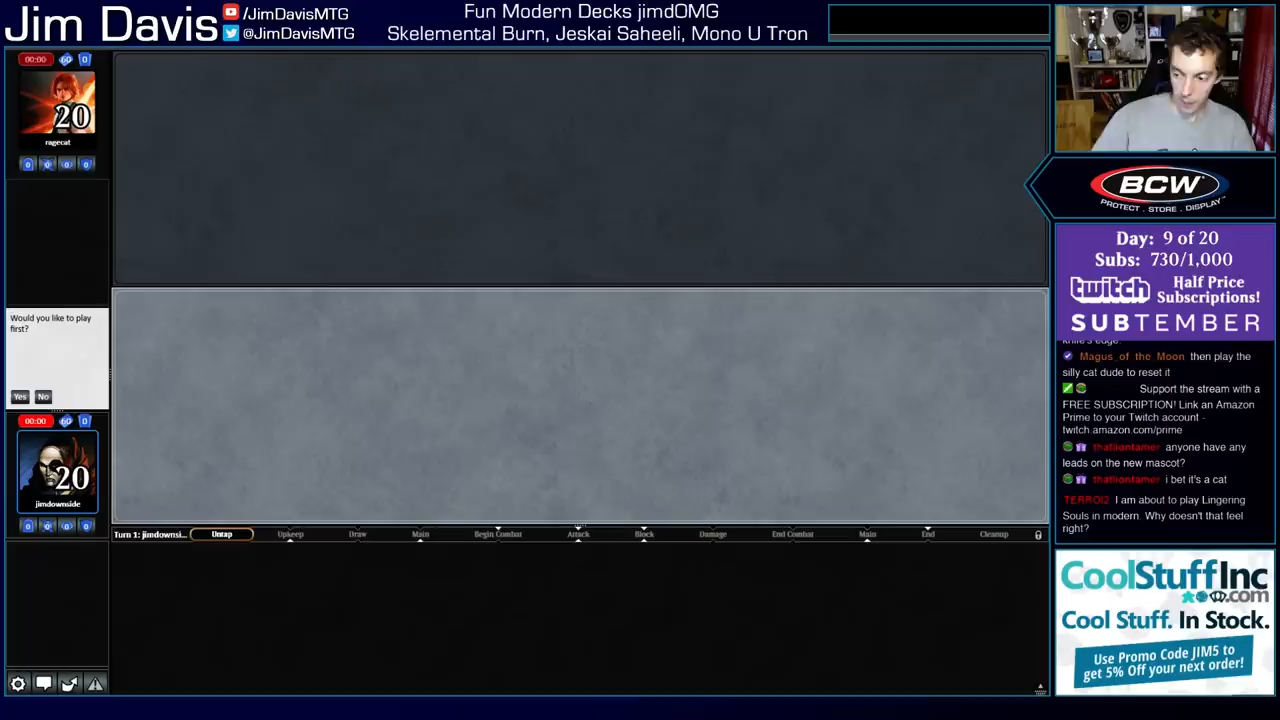 Jim Davis
/JimDavisMTG
@JimDavisMTG
Fun Modern Decks jimdOMG
Skelemental Burn, Jeskai Saheeli, Mono U Tron
00:00 60 0
20
ragecat
0 0 0 0
BCW
PROTECT . STORE . DISPLAY
Day: 9 of 20
Subs: 730/1,000
twitch Half Price
Subscriptions!
SUBTEMBER
Would you like to play
first?
Yes No
knife's edge.
Magus_of_the_Moon then play the
silly cat dude to reset it
Support the stream with a
FREE SUBSCRIPTION! Link an Amazon
Prime to your Twitch account -
twitch.amazon.com/prime
thatliontamer anyone have any
leads on the new mascot?
thatliontamer i bet it's a cat
TERROI2 I am about to play Lingering
Souls in modern. Why doesn't that feel
right?
00:00 60 0
20
jimdownside
0 0 0 0
Turn 1: jimdownsi... Untap Upkeep Draw Main Begin Combat Attack Block Damage End Combat Main End Cleanup
CoolStuffInc
.com
Cool Stuff. In Stock.
Use Promo Code JIM5 to
get 5% Off your next order!